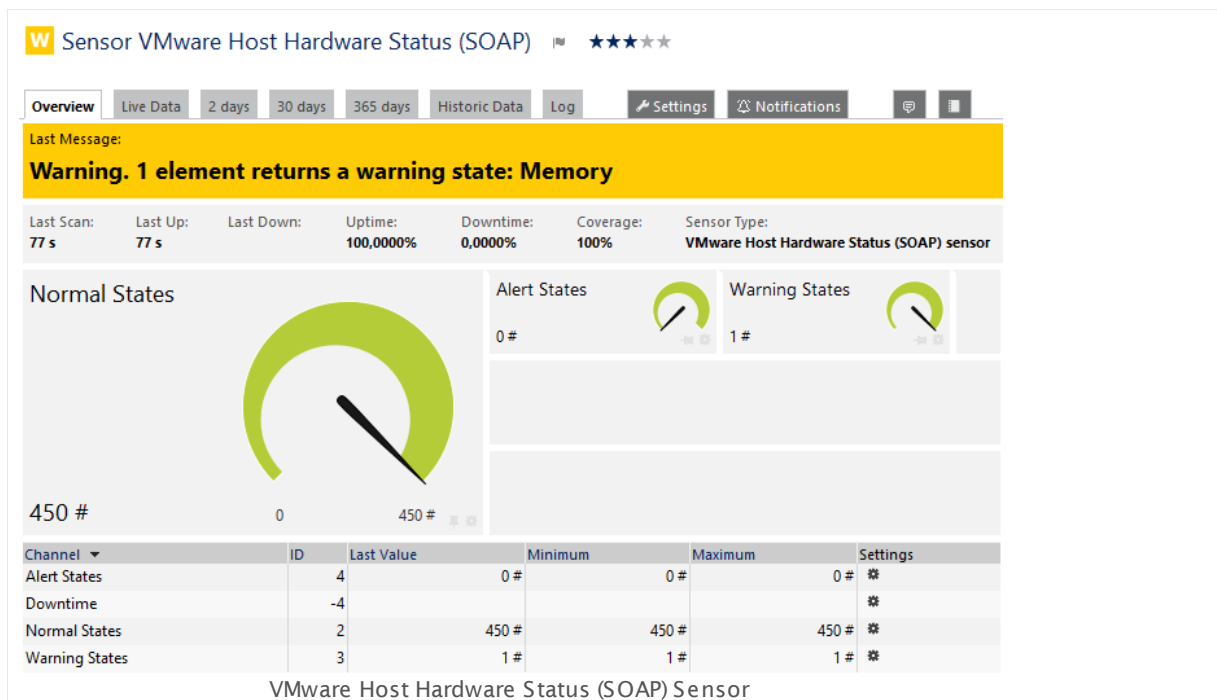 W Sensor VMware Host Hardware Status (SOAP)
Overview Live Data 2 days 30 days 365 days Historic Data Log Settings Notifications
Last Message:
Warning. 1 element returns a warning state: Memory
Last Scan: Last Up: Last Down: Uptime: Downtime: Coverage: Sensor Type:
77 s 77 s 100,0000% 0,0000% 100% VMware Host Hardware Status (SOAP) sensor
Normal States
450 #
0 450 #
Alert States
0 #
Warning States
1 #
Channel ID Last Value Minimum Maximum Settings
Alert States 4 0 # 0 # 0 #
Downtime -4
Normal States 2 450 # 450 # 450 #
Warning States 3 1 # 1 # 1 #
VMware Host Hardware Status (SOAP) Sensor